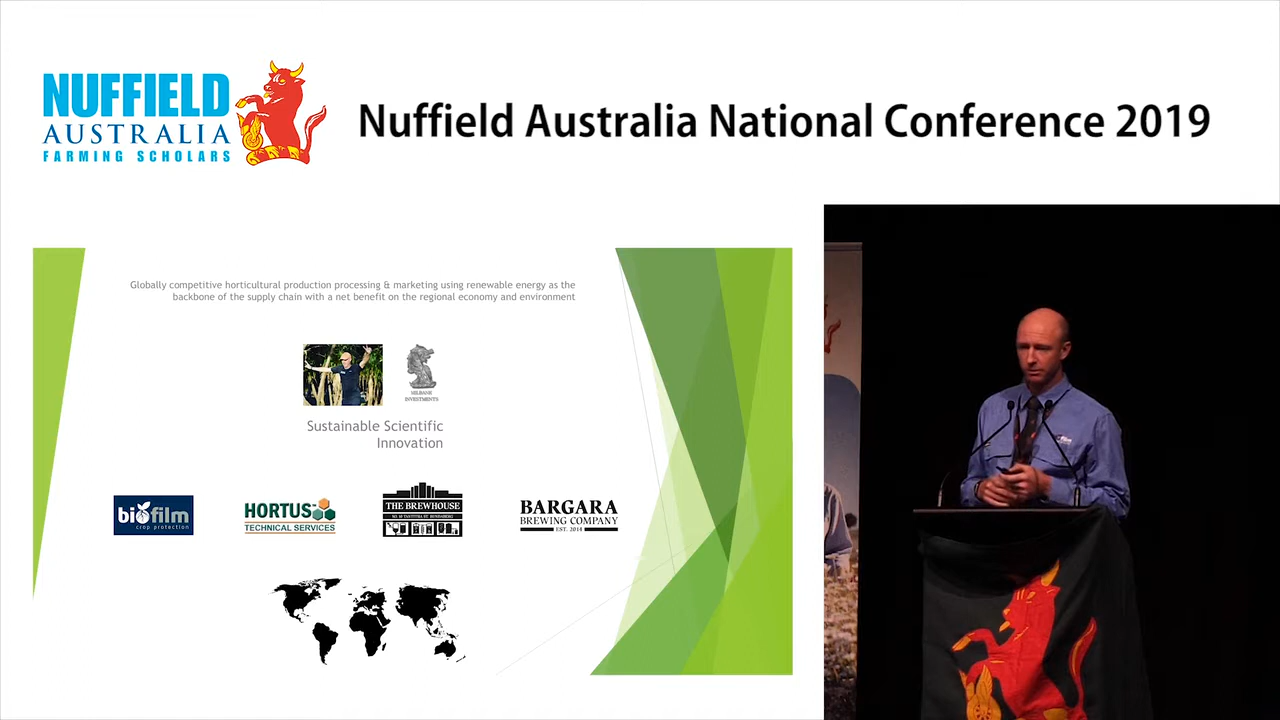 NUFFIELD
AUSTRALIA
FARMING SCHOLARS
Nuffield Australia National Conference 2019
Globally competitive horticultural production processing & marketing using renewable energy as the
backbone of the supply chain with a net benefit on the regional economy and environment
MILBANE
INVESTMENTS
Sustainable Scientific
Innovation
biofilm
crop protection
HORTUS
TECHNICAL SERVICES
THE BREWHOUSE
BARGARA
BREWING COMPANY
EST. 2014